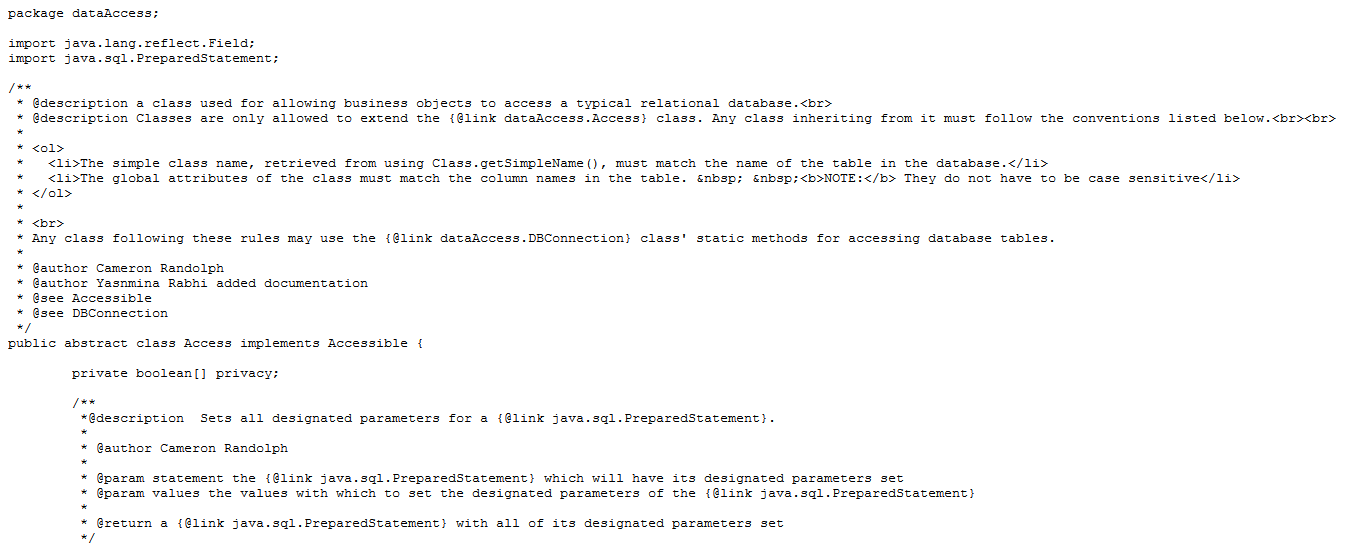 package dataAccess;
import java.lang.reflect.Field;
import java.sql.PreparedStatement;
/**
* @description a class used for allowing business objects to access a typical relational database.<br>
* @description Classes are only allowed to extend the {@link dataAccess.Access} class. Any class inheriting from it must follow the conventions listed below.<br><br>
*
* <ol>
*   <li>The simple class name, retrieved from using Class.getSimpleName(), must match the name of the table in the database.</li>
*   <li>The global attributes of the class must match the column names in the table. &nbsp; &nbsp;<b>NOTE:</b> They do not have to be case sensitive</li>
* </ol>
*
* <br>
* Any class following these rules may use the {@link dataAccess.DBConnection} class' static methods for accessing database tables.
*
* @author Cameron Randolph
* @author Yasnmina Rabhi added documentation
* @see Accessible
* @see DBConnection
*/
public abstract class Access implements Accessible {
private boolean[] privacy;
/**
*@description  Sets all designated parameters for a {@link java.sql.PreparedStatement}.
*
* @author Cameron Randolph
*
* @param statement the {@link java.sql.PreparedStatement} which will have its designated parameters set
* @param values the values with which to set the designated parameters of the {@link java.sql.PreparedStatement}
*
* @return a {@link java.sql.PreparedStatement} with all of its designated parameters set
*/